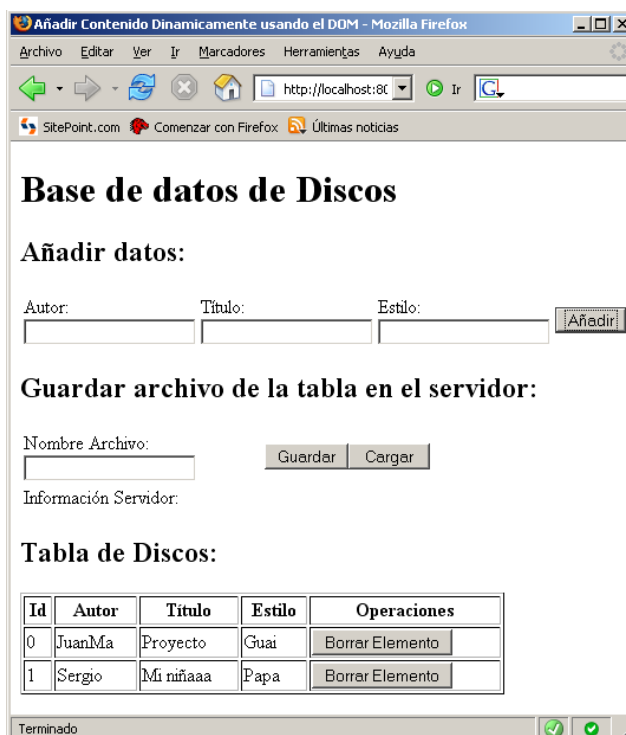 Añadir Contenido Dinamicamente usando el DOM - Mozilla Firefox
Archivo Editar Ver Ir Marcadores Herramientas Ayuda
http://localhost:80 Ir G
SitePoint.com Comenzar con Firefox Últimas noticias
Base de datos de Discos
Añadir datos:
Autor: Título: Estilo:
Añadir
Guardar archivo de la tabla en el servidor:
Nombre Archivo:
Guardar Cargar
Información Servidor:
Tabla de Discos:
Id Autor Título Estilo Operaciones
0 JuanMa Proyecto Guai Borrar Elemento
1 Sergio Mi niñaaa Papa Borrar Elemento
Terminado